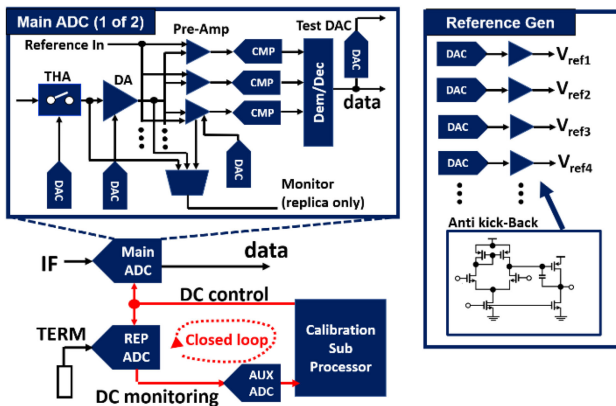 Main ADC (1 of 2)
Reference In
Pre-Amp
Test DAC
THA
DA
CMP
CMP
CMP
Dem/Dec
DAC
data
DAC
DAC
DAC
Monitor
(replica only)
Reference Gen
DAC
Vref1
DAC
Vref2
DAC
Vref3
DAC
Vref4
Anti kick-Back
IF
Main
ADC
data
DC control
TERM
REP
ADC
Closed loop
Calibration
Sub
Processor
AUX
ADC
DC monitoring